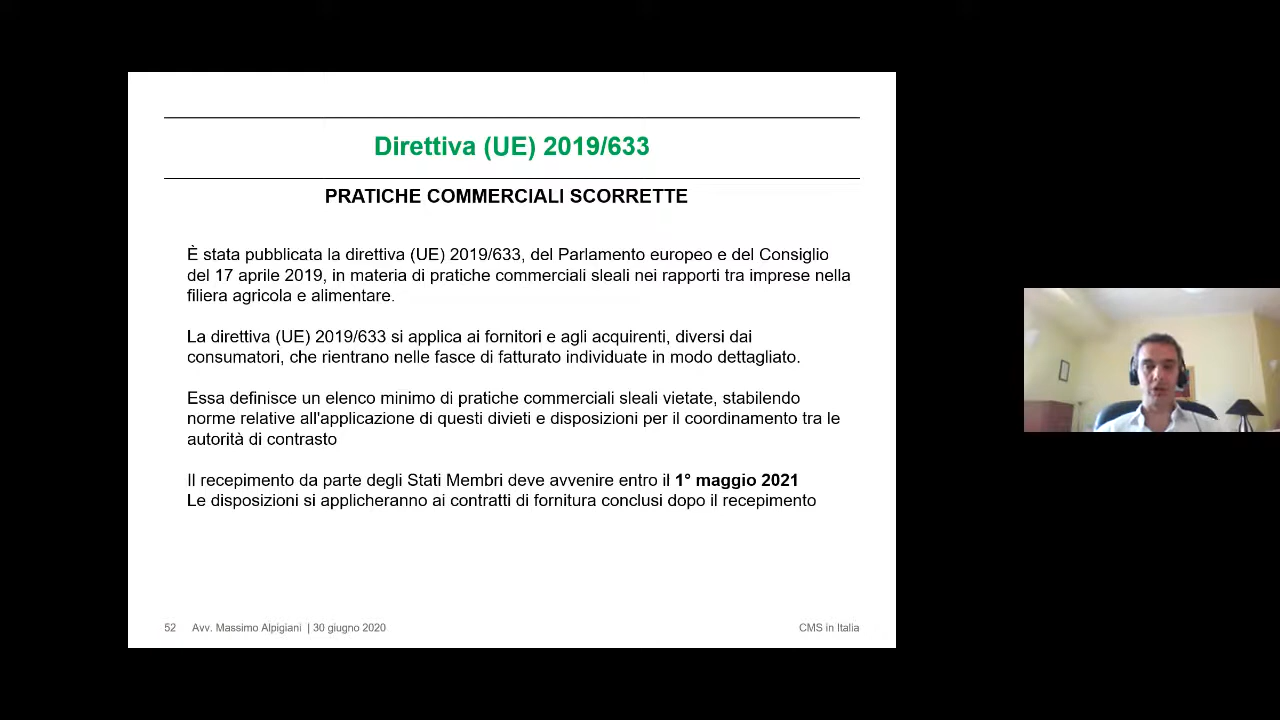 Direttiva (UE) 2019/633
PRATICHE COMMERCIALI SCORRETTE
È stata pubblicata la direttiva (UE) 2019/633, del Parlamento europeo e del Consiglio
del 17 aprile 2019, in materia di pratiche commerciali sleali nei rapporti tra imprese nella
filiera agricola e alimentare.
La direttiva (UE) 2019/633 si applica ai fornitori e agli acquirenti, diversi dai
consumatori, che rientrano nelle fasce di fatturato individuate in modo dettagliato.
Essa definisce un elenco minimo di pratiche commerciali sleali vietate, stabilendo
norme relative all'applicazione di questi divieti e disposizioni per il coordinamento tra le
autorità di contrasto
Il recepimento da parte degli Stati Membri deve avvenire entro il 1° maggio 2021
Le disposizioni si applicheranno ai contratti di fornitura conclusi dopo il recepimento
52 Avv. Massimo Alpigiani | 30 giugno 2020 CMS in Italia